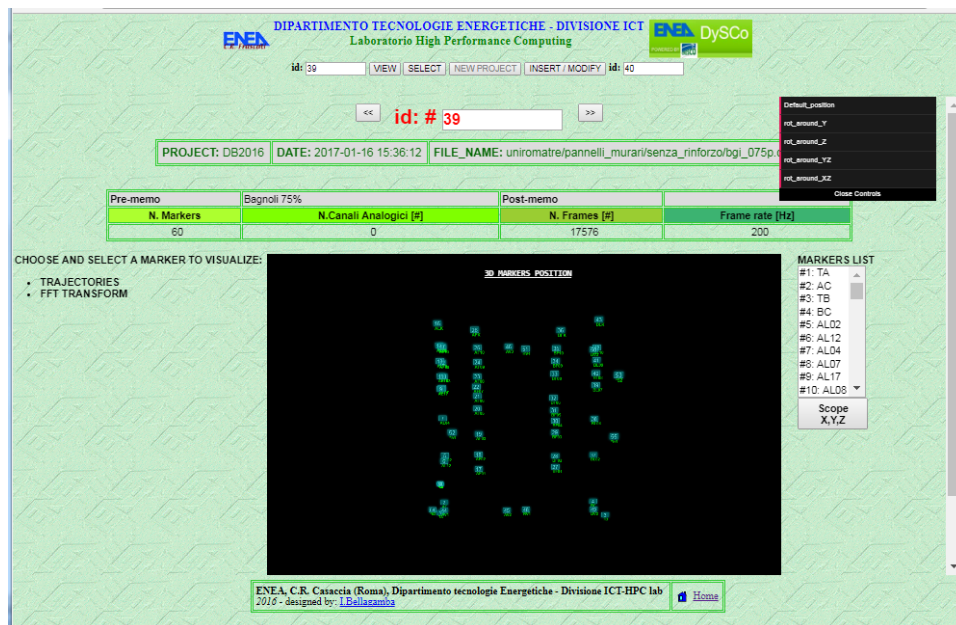 DIPARTIMENTO TECNOLOGIE ENERGETICHE - DIVISIONE ICT
Laboratorio High Performance Computing
ENEA
ENEA DySCo
POWERED BY
id: 39 VIEW SELECT NEW PROJECT INSERT / MODIFY id: 40
<< id: # 39 >>
Default_position
rot_around_Y
rot_around_Z
rot_around_YZ
rot_around_XZ
Close Controls
PROJECT: DB2016 DATE: 2017-01-16 15:36:12 FILE_NAME: uniromatre/pannelli_murari/senza_rinforzo/bgi_075p.
Pre-memo Bagnoli 75% Post-memo
N. Markers N.Canali Analogici [#] N. Frames [#] Frame rate [Hz]
60 0 17576 200
CHOOSE AND SELECT A MARKER TO VISUALIZE:
• TRAJECTORIES
• FFT TRANSFORM
3D MARKERS POSITION
MARKERS LIST
#1: TA
#2: AC
#3: TB
#4: BC
#5: AL02
#6: AL12
#7: AL04
#8: AL07
#9: AL17
#10: AL08
Scope
X,Y,Z
ENEA, C.R. Casaccia (Roma), Dipartimento tecnologie Energetiche - Divisione ICT-HPC lab
2016 - designed by: I.Bellagamba
Home